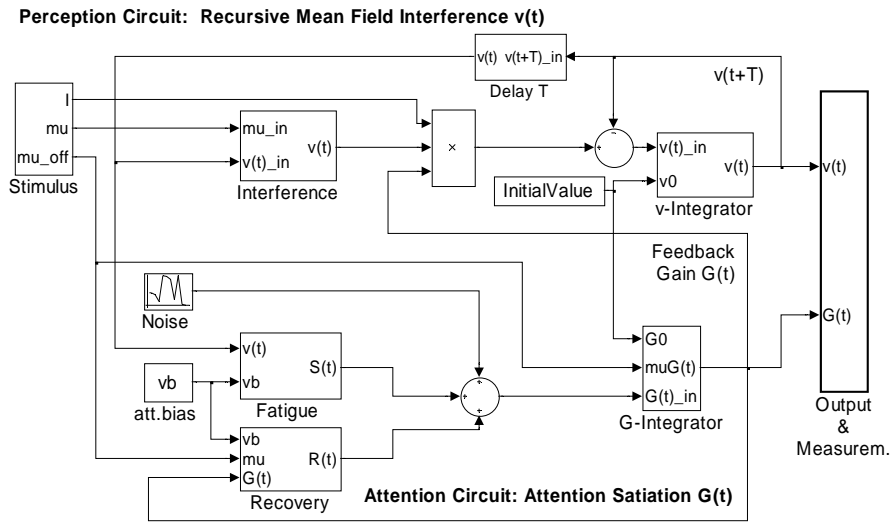 Perception Circuit: Recursive Mean Field Interference v(t)
v(t) v(t+T)_in
Delay T
v(t+T)
I
mu
mu_off
Stimulus
mu_in
v(t)_in
v(t)
Interference
×
+
-
v(t)_in
v0
v(t)
v-Integrator
InitialValue
v(t)
G(t)
Output
&
Measurem.
Feedback
Gain G(t)
Noise
v(t)
vb
S(t)
Fatigue
vb
att.bias
vb
mu
G(t)
R(t)
Recovery
+
+
+
G0
muG(t)
G(t)_in
G-Integrator
Attention Circuit: Attention Satiation G(t)